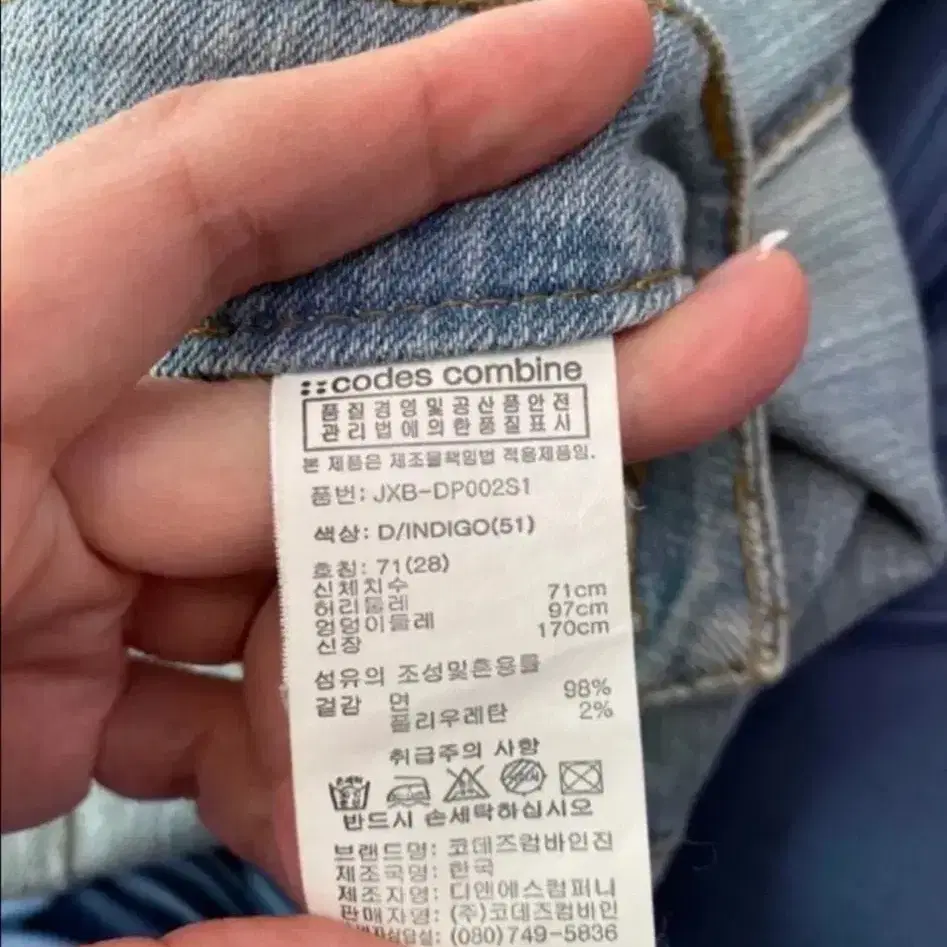 codes combine
품질경영및공산품안전
관리법에의한품질표시
본 제품은 제조물책임법 적용제품임.
품번: JXB-DP002S1
색상: D/INDIGO(51)
호칭: 71(28)
신체치수
허리둘레 71cm
엉덩이둘레 97cm
신장 170cm
섬유의 조성및혼용률
겉감 면 98%
폴리우레탄 2%
취급주의 사항
손세탁
반드시 손세탁하십시오
브랜드명: 코데즈컴바인진
제조국명: 한국
제조자명: 디앤에스컴퍼니
판매자명: (주)코데즈컴바인
담실: (080)749-5836